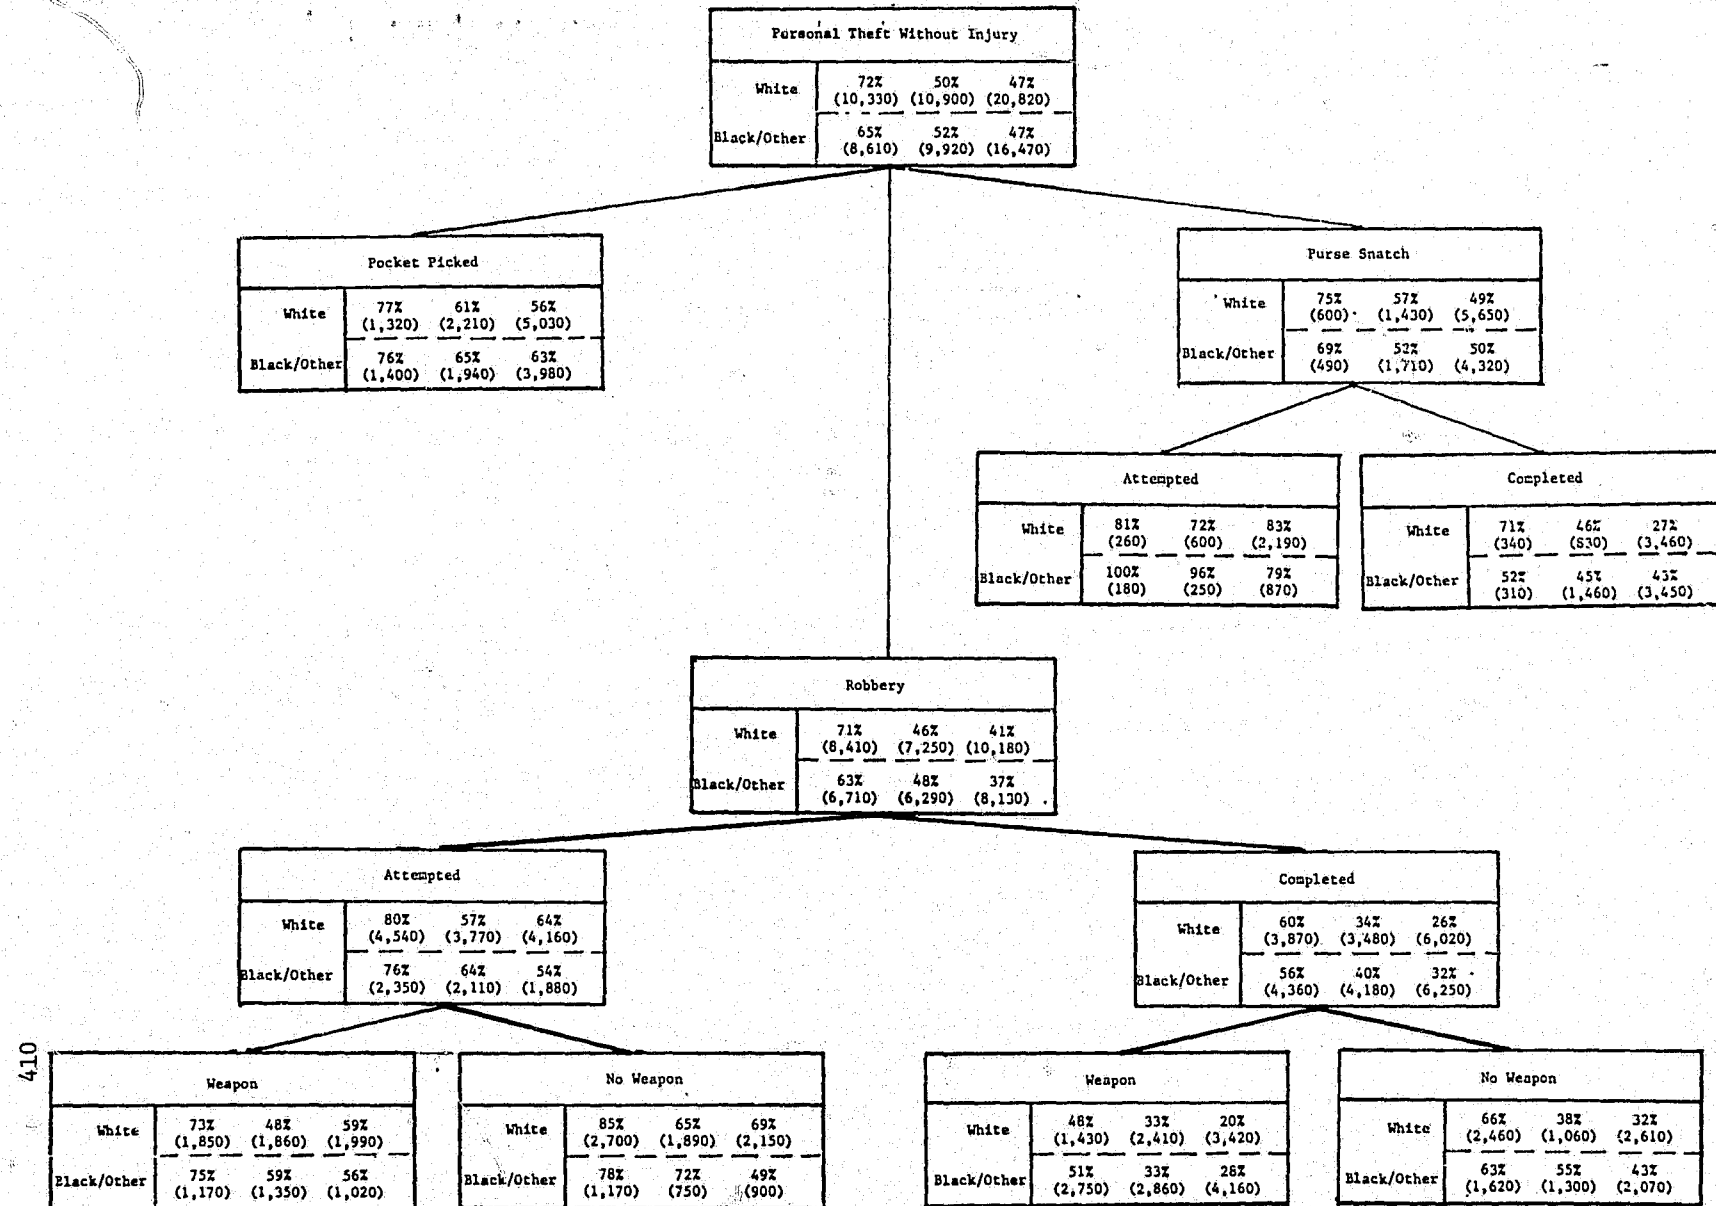 Personal Theft Without Injury
White 72% 50% 47%
(10,330) (10,900) (20,820)
Black/Other 65% 52% 47%
(8,610) (9,920) (16,470)
Pocket Picked
White 77% 61% 56%
(1,320) (2,210) (5,030)
Black/Other 76% 65% 63%
(1,400) (1,940) (3,980)
Purse Snatch
White 75% 57% 49%
(600) (1,430) (5,650)
Black/Other 69% 52% 50%
(490) (1,710) (4,320)
Attempted
White 81% 72% 83%
(260) (600) (2,190)
Black/Other 100% 96% 79%
(180) (250) (870)
Completed
White 71% 46% 27%
(340) (830) (3,460)
Black/Other 52% 45% 43%
(310) (1,460) (3,450)
Robbery
White 71% 46% 41%
(8,410) (7,250) (10,180)
Black/Other 63% 48% 37%
(6,710) (6,290) (8,130)
Attempted
White 80% 57% 64%
(4,540) (3,770) (4,160)
Black/Other 76% 64% 54%
(2,350) (2,110) (1,880)
Completed
White 60% 34% 26%
(3,870) (3,480) (6,020)
Black/Other 56% 40% 32%
(4,360) (4,180) (6,250)
Weapon
White 73% 48% 59%
(1,850) (1,860) (1,990)
Black/Other 75% 59% 56%
(1,170) (1,350) (1,020)
No Weapon
White 85% 65% 69%
(2,700) (1,890) (2,150)
Black/Other 78% 72% 49%
(1,170) (750) (900)
Weapon
White 48% 33% 20%
(1,430) (2,410) (3,420)
Black/Other 51% 33% 26%
(2,750) (2,860) (4,160)
No Weapon
White 66% 38% 32%
(2,460) (1,060) (2,610)
Black/Other 63% 55% 43%
(1,620) (1,300) (2,070)
410